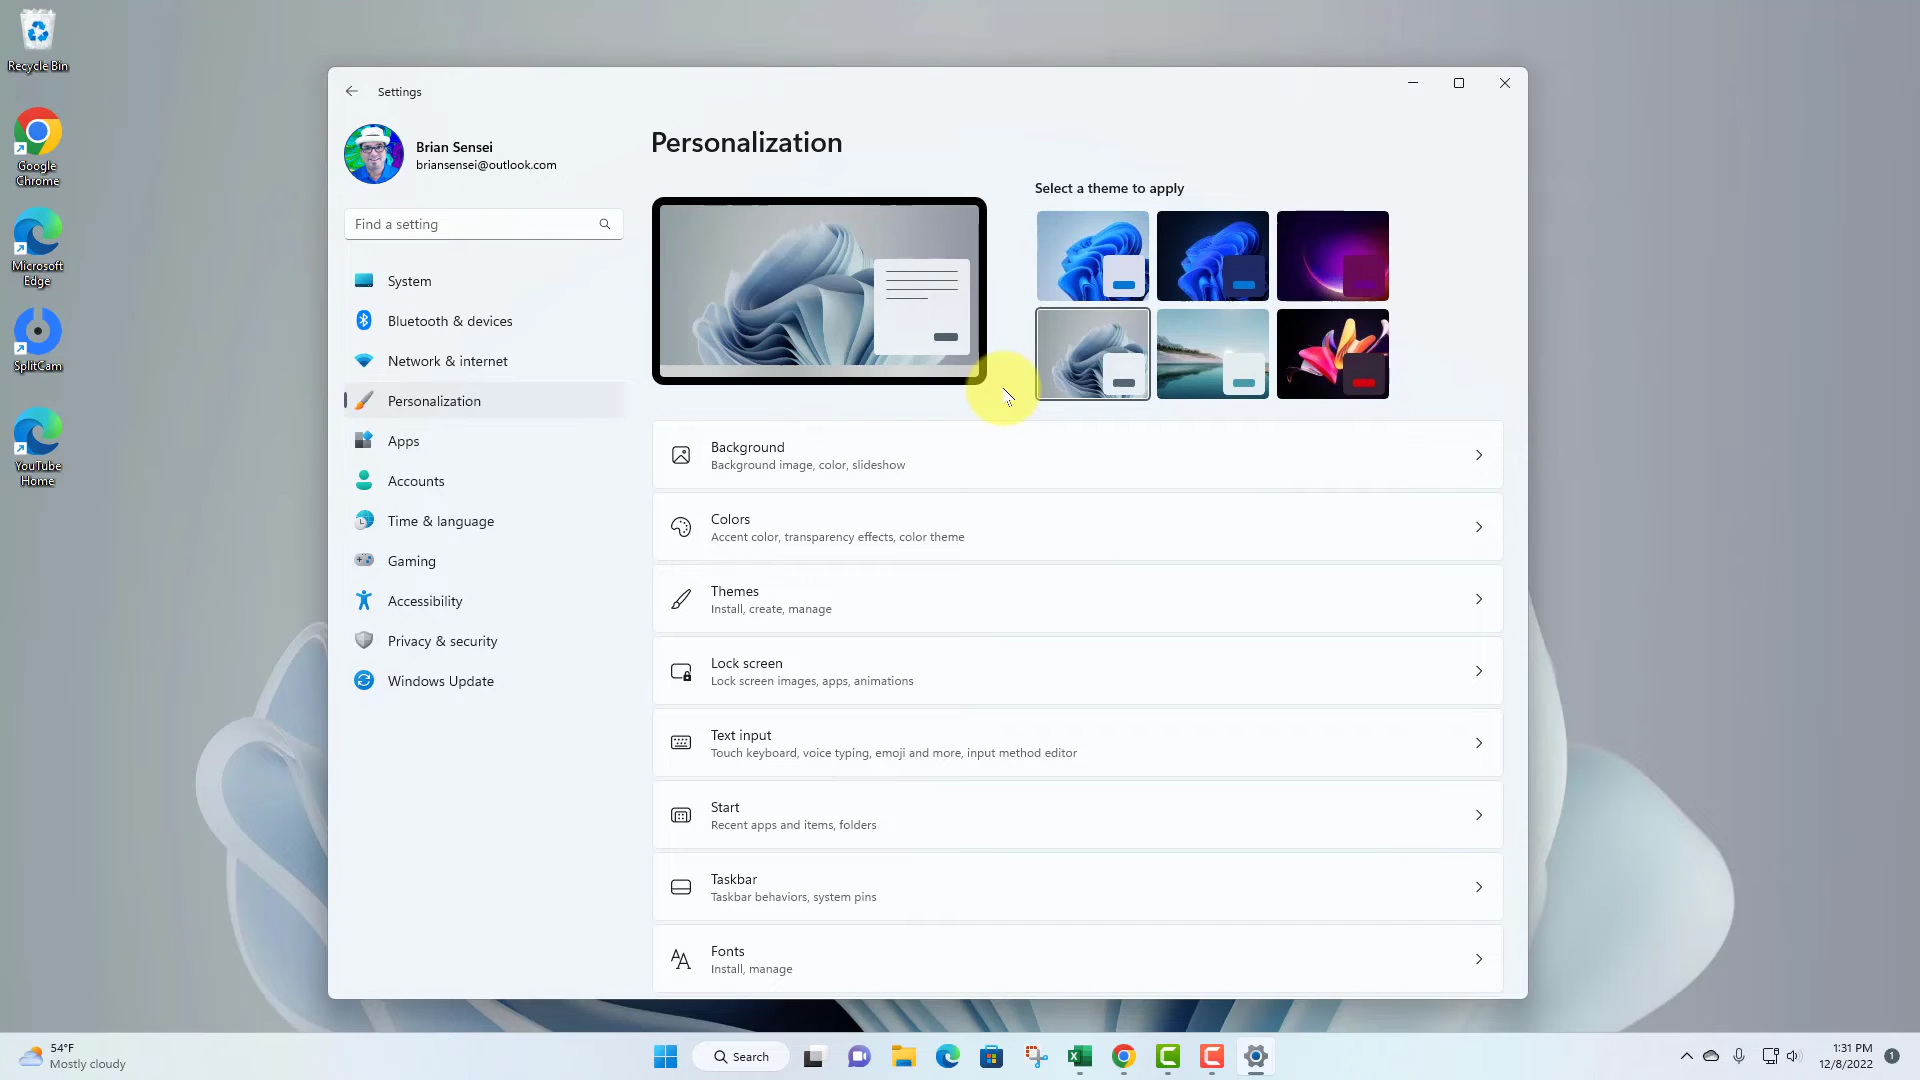 Recycle Bin
Google
Chrome
Microsoft
Edge
SplitCam
YouTube
Home
Settings
Brian Sensei
briansensei@outlook.com
Find a setting
System
Bluetooth & devices
Network & internet
Personalization
Apps
Accounts
Time & language
Gaming
Accessibility
Privacy & security
Windows Update
Personalization
Select a theme to apply
Background
Background image, color, slideshow
Colors
Accent color, transparency effects, color theme
Themes
Install, create, manage
Lock screen
Lock screen images, apps, animations
Text input
Touch keyboard, voice typing, emoji and more, input method editor
Start
Recent apps and items, folders
Taskbar
Taskbar behaviors, system pins
Fonts
Install, manage
54°F
Mostly cloudy
Search
1:31 PM
12/8/2022
1